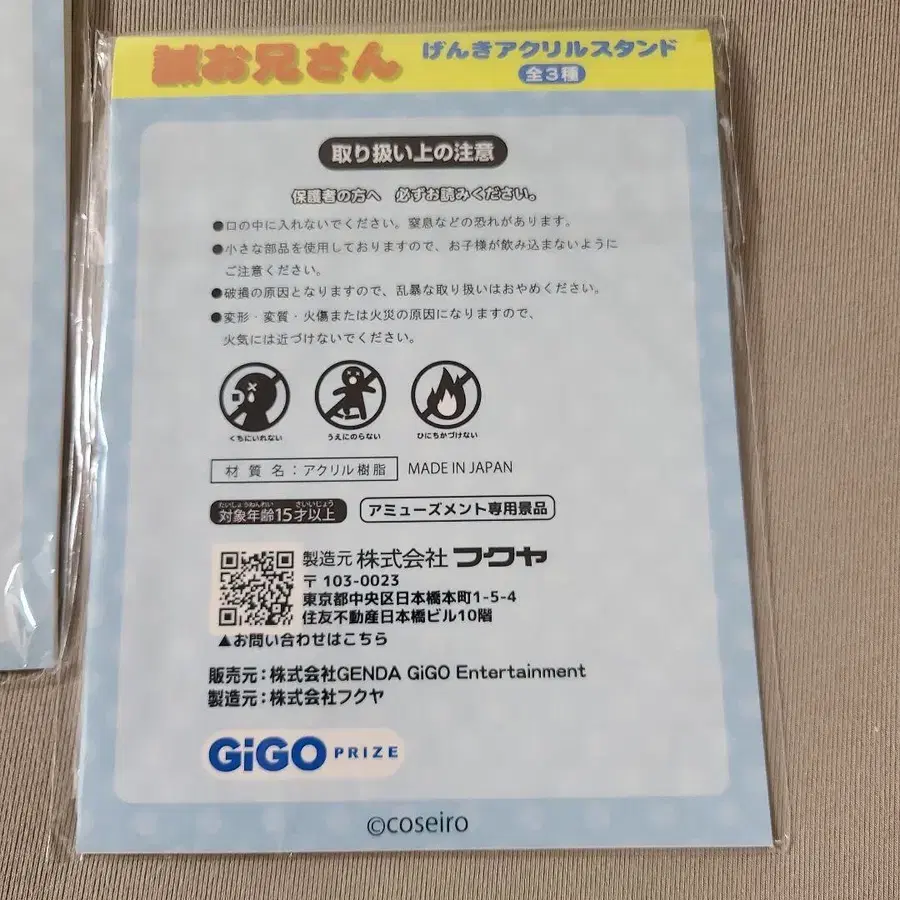 お兄さん
げんきアクリルスタンド
全3種
取り扱い上の注意
保護者の方へ 必ずお読みください。
●口の中に入れないでください。窒息などの恐れがあります。
●小さな部品を使用しておりますので、お子様が飲み込まないように
ご注意ください。
●破損の原因となりますので、乱暴な取り扱いはおやめください。
●変形・変質・火傷または火災の原因になりますので、
火気には近づけないでください。
くちにいれない うえにのらない ひにちかづけない
材質名:アクリル樹脂 MADE IN JAPAN
たいしょうねんれい さいいじょう
対象年齢15才以上 アミューズメント専用景品
製造元 株式会社 フクヤ
〒103-0023
東京都中央区日本橋本町1-5-4
住友不動産日本橋ビル10階
▲お問い合わせはこちら
販売元:株式会社GENDA GiGO Entertainment
製造元:株式会社フクヤ
GiGO PRIZE
©coseiro